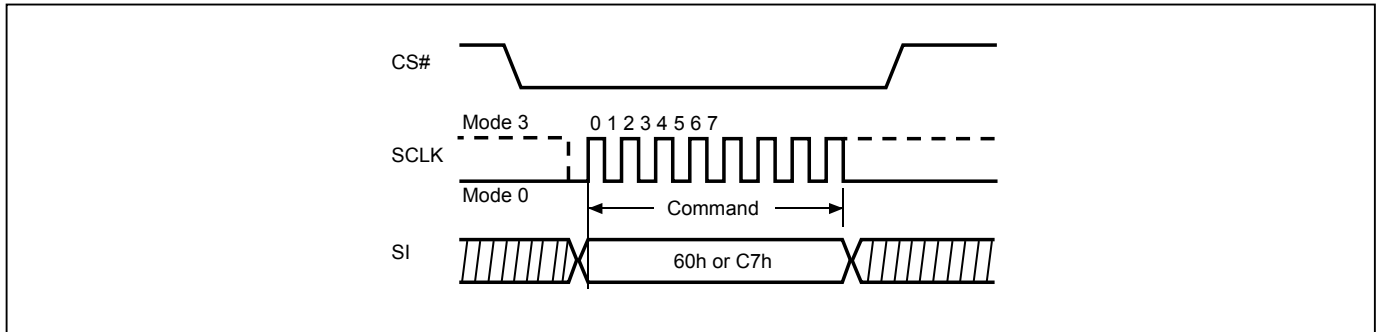 CS#
Mode 3
0 1 2 3 4 5 6 7
SCLK
Mode 0
Command
SI
60h or C7h